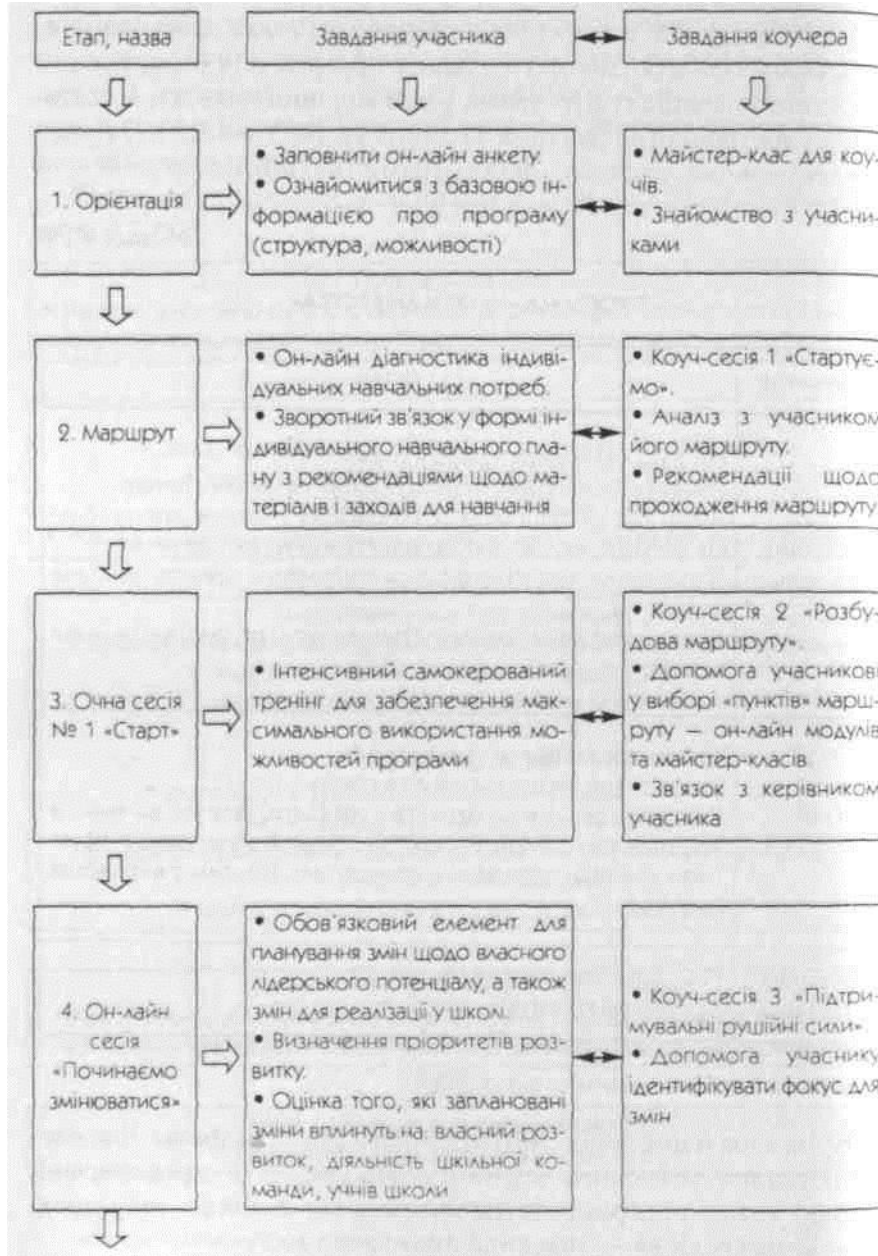 Етап, назва
Завдання учасника
Завдання коучера
1. Орієнтація
• Заповнити он-лайн анкету.
• Ознайомитися з базовою ін-
формацією про програму
(структура, можливості)
• Майстер-клас для коу-
чів.
• Знайомство з учасни-
ками
2. Маршрут
• Он-лайн діагностика індиві-
дуальних навчальних потреб.
• Зворотний зв'язок у формі ін-
дивідуального навчального пла-
ну з рекомендаціями щодо ма-
теріалів і заходів для навчання
• Коуч-сесія 1 «Стартує-
мо».
• Аналіз з учасником
його маршруту.
• Рекомендації щодо
проходження маршруту
3. Очна сесія
№ 1 «Старт»
• Інтенсивний самокерований
тренінг для забезпечення мак-
симального використання мо-
жливостей програми
• Коуч-сесія 2 «Розбу-
дова маршруту».
• Допомога учасникові
у виборі «пунктів» марш-
руту — он-лайн модулів
та майстер-класів.
• Зв'язок з керівником
учасника
4. Он-лайн
сесія
«Починаємо
змінюватися»
• Обов'язковий елемент для
планування змін щодо власного
лідерського потенціалу, а також
змін для реалізації у школі.
• Визначення пріоритетів роз-
витку.
• Оцінка того, які заплановані
зміни вплинуть на: власний роз-
виток, діяльність шкільної ко-
манди, учнів школи
• Коуч-сесія 3 «Підтри-
мувальні рушійні сили».
• Допомога учаснику
ідентифікувати фокус для
змін